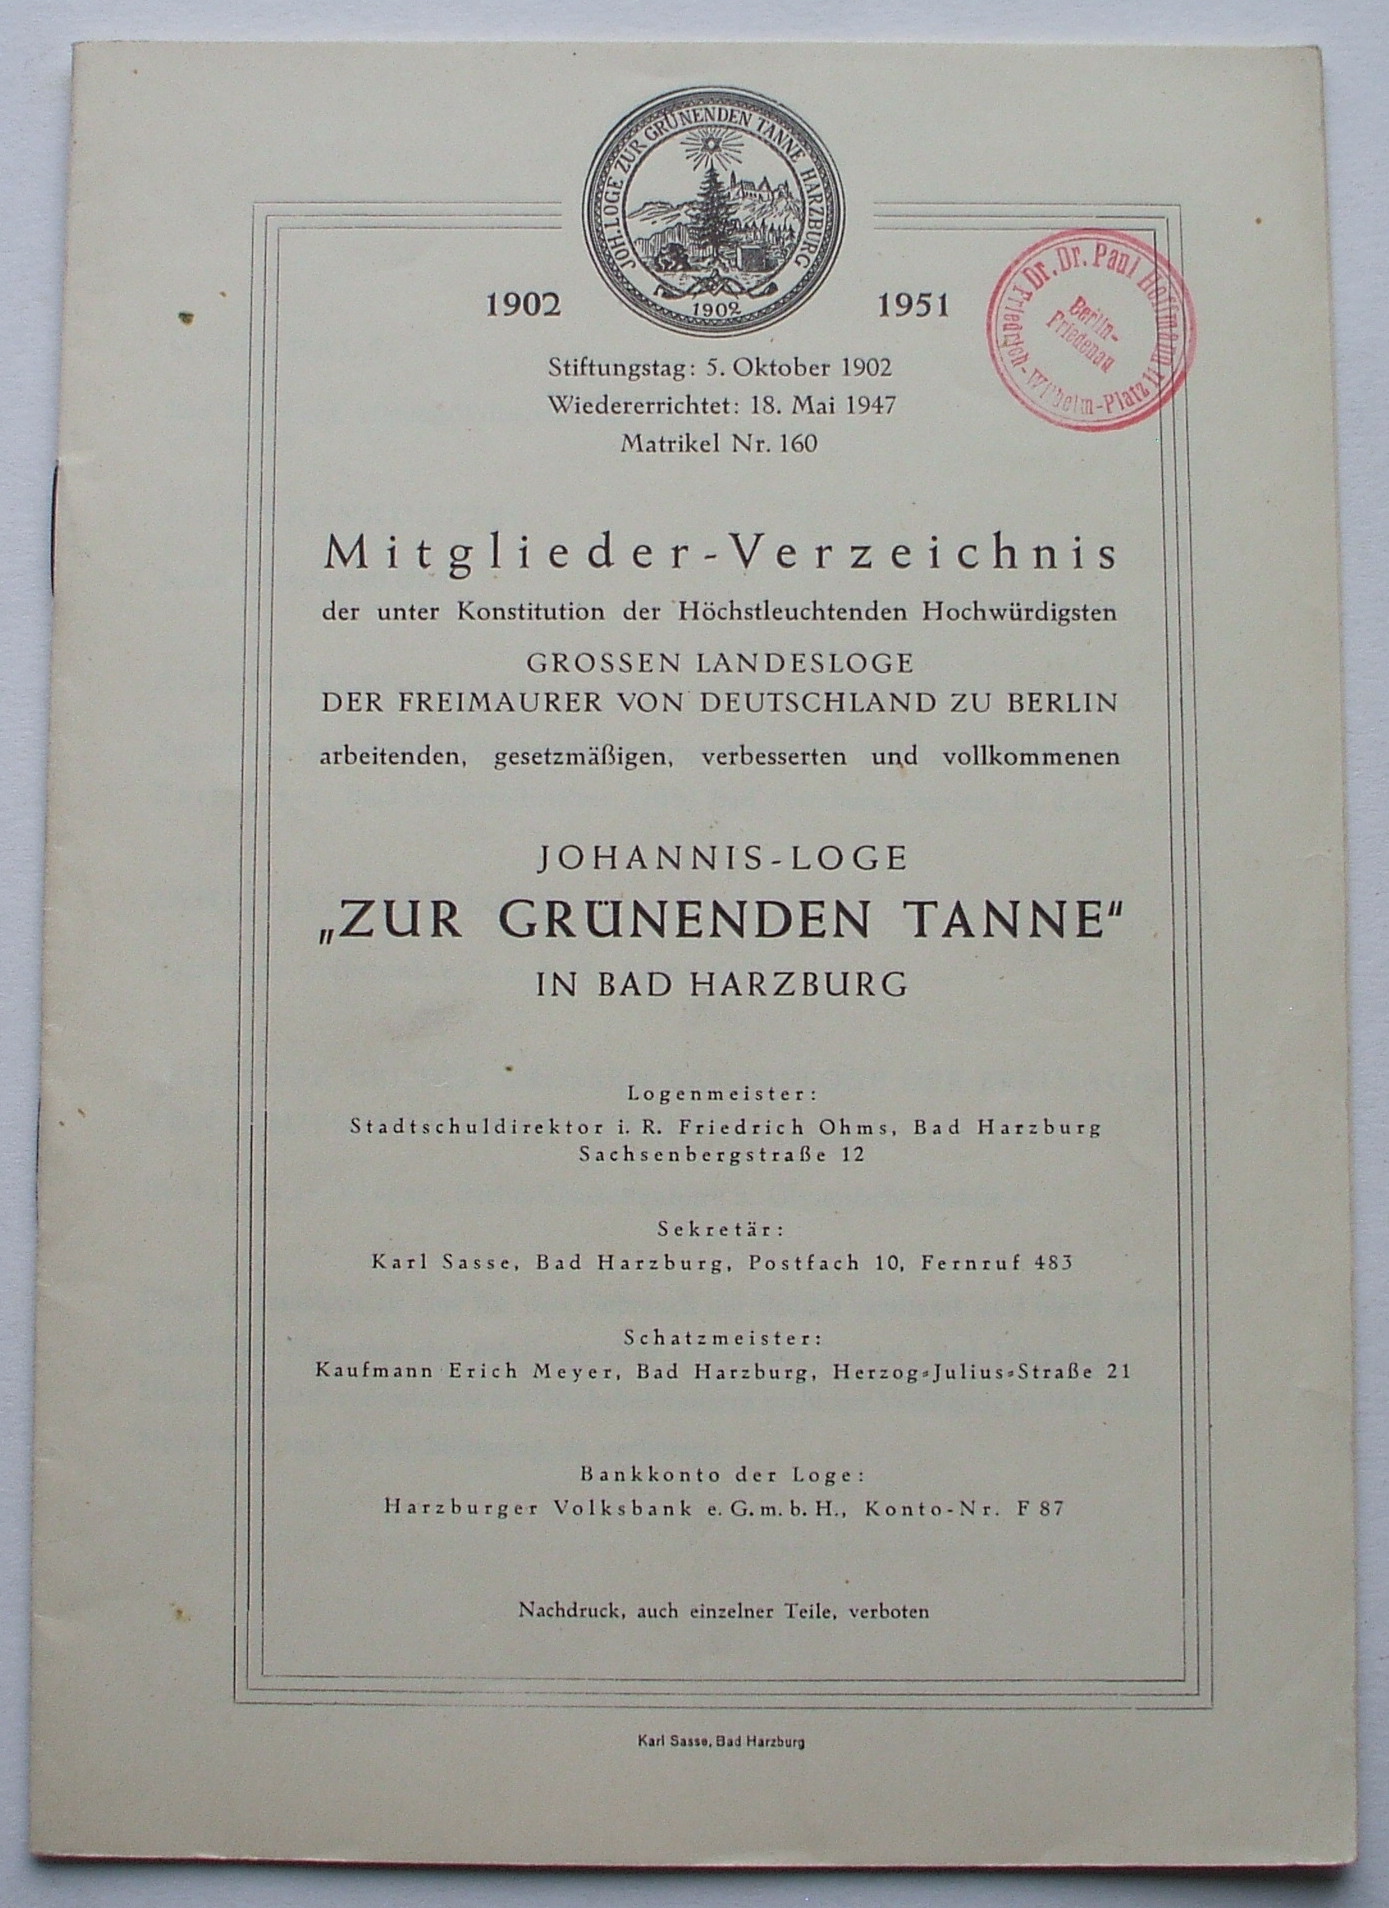 JOH. LOGE ZUR GRÜNENDEN TANNE HARZBURG
1902
1902 1951
Dr. Dr. Paul Hoffmann
Friedrich-Wilhelm-Platz 11
Berlin-
Friedenau
Stiftungstag: 5. Oktober 1902
Wiedererrichtet: 18. Mai 1947
Matrikel Nr. 160
Mitglieder-Verzeichnis
der unter Konstitution der Höchstleuchtenden Hochwürdigsten
GROSSEN LANDESLOGE
DER FREIMAURER VON DEUTSCHLAND ZU BERLIN
arbeitenden, gesetzmäßigen, verbesserten und vollkommenen
JOHANNIS-LOGE
„ZUR GRÜNENDEN TANNE“
IN BAD HARZBURG
Logenmeister:
Stadtschuldirektor i. R. Friedrich Ohms, Bad Harzburg
Sachsenbergstraße 12
Sekretär:
Karl Sasse, Bad Harzburg, Postfach 10, Fernruf 483
Schatzmeister:
Kaufmann Erich Meyer, Bad Harzburg, Herzog-Julius-Straße 21
Bankkonto der Loge:
Harzburger Volksbank e. G. m. b. H., Konto-Nr. F 87
Nachdruck, auch einzelner Teile, verboten
Karl Sasse, Bad Harzburg